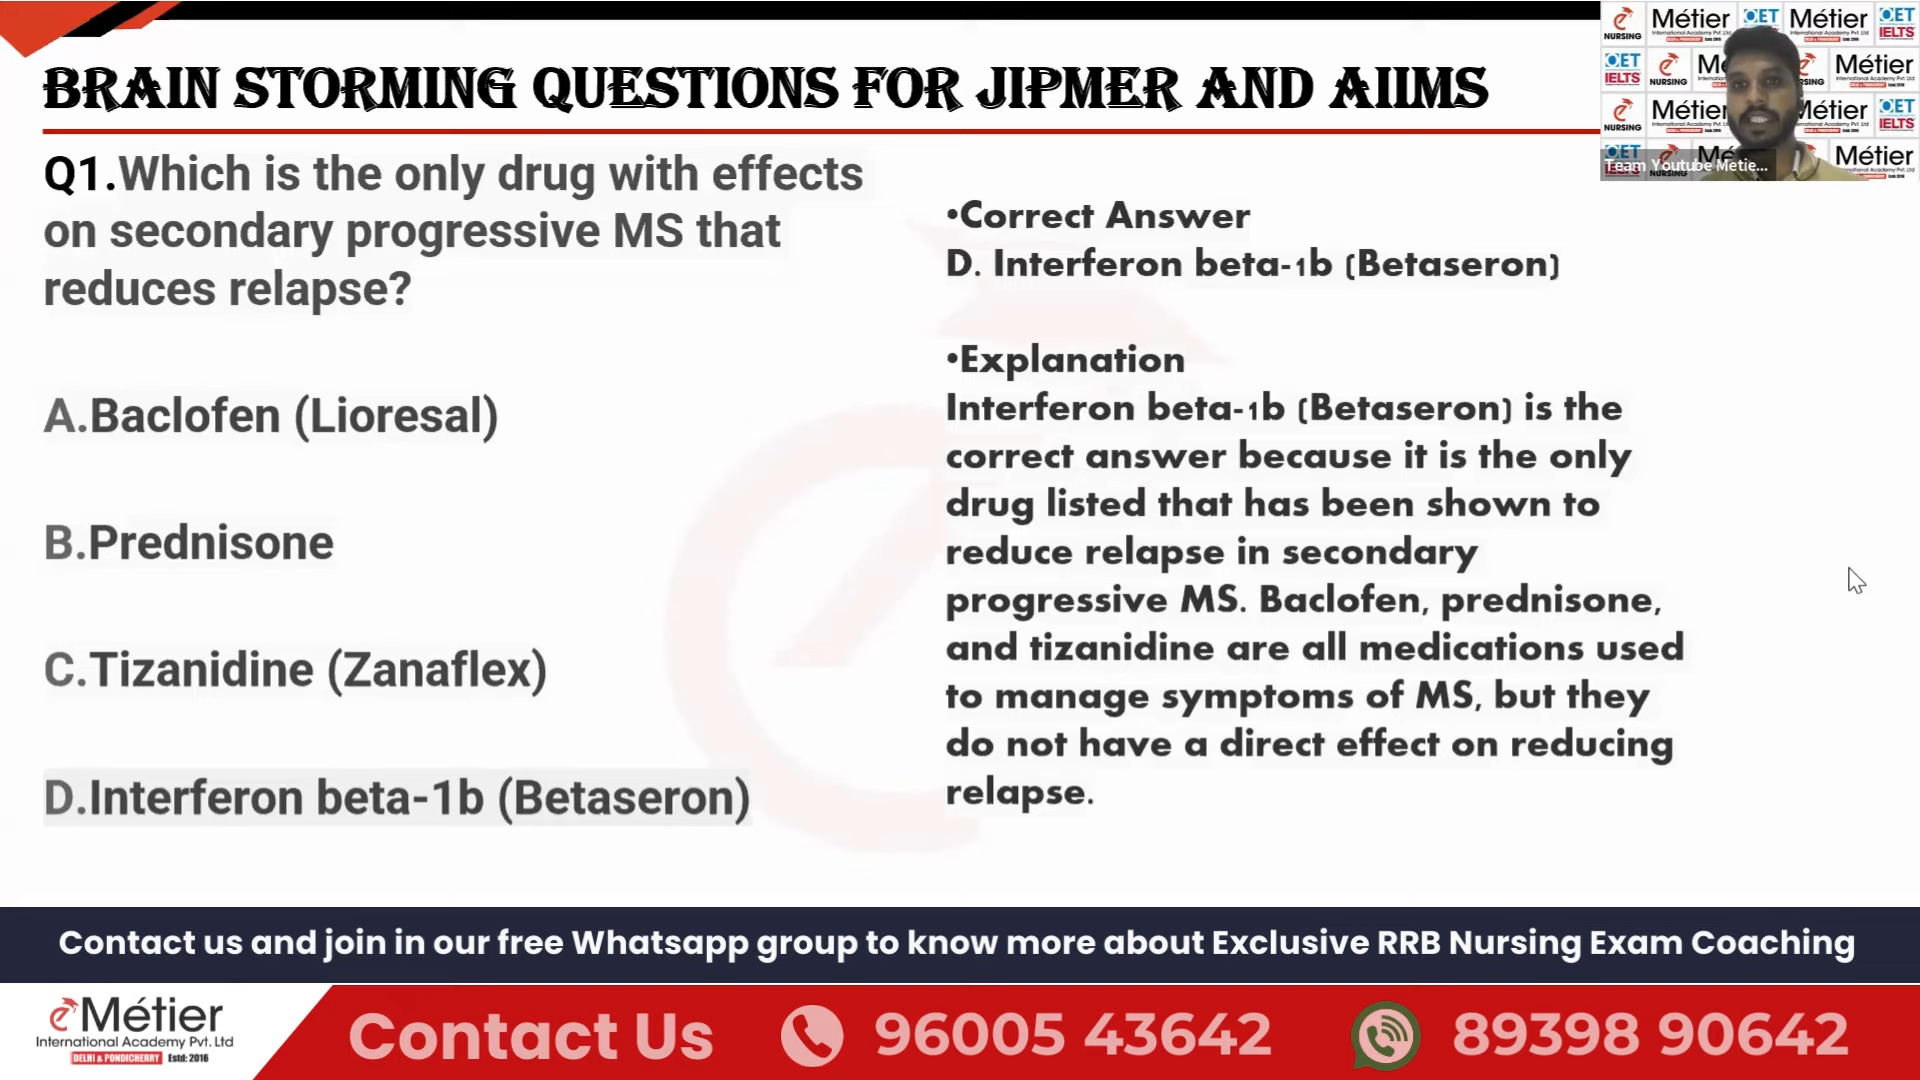 BRAIN STORMING QUESTIONS FOR JIPMER AND AIIMS
Q1.Which is the only drug with effects
on secondary progressive MS that
reduces relapse?
A.Baclofen (Lioresal)
B.Prednisone
C.Tizanidine (Zanaflex)
D.Interferon beta-1b (Betaseron)
•Correct Answer
D. Interferon beta-1b (Betaseron)
•Explanation
Interferon beta-1b (Betaseron) is the
correct answer because it is the only
drug listed that has been shown to
reduce relapse in secondary
progressive MS. Baclofen, prednisone,
and tizanidine are all medications used
to manage symptoms of MS, but they
do not have a direct effect on reducing
relapse.
Team Youtube Metie...
NURSING Métier OET Métier OET IELTS
International Academy Pvt. Ltd
Contact us and join in our free Whatsapp group to know more about Exclusive RRB Nursing Exam Coaching
e Métier
International Academy Pvt. Ltd
DELHI & PONDICHERRY Estd: 2016
Contact Us 96005 43642 89398 90642